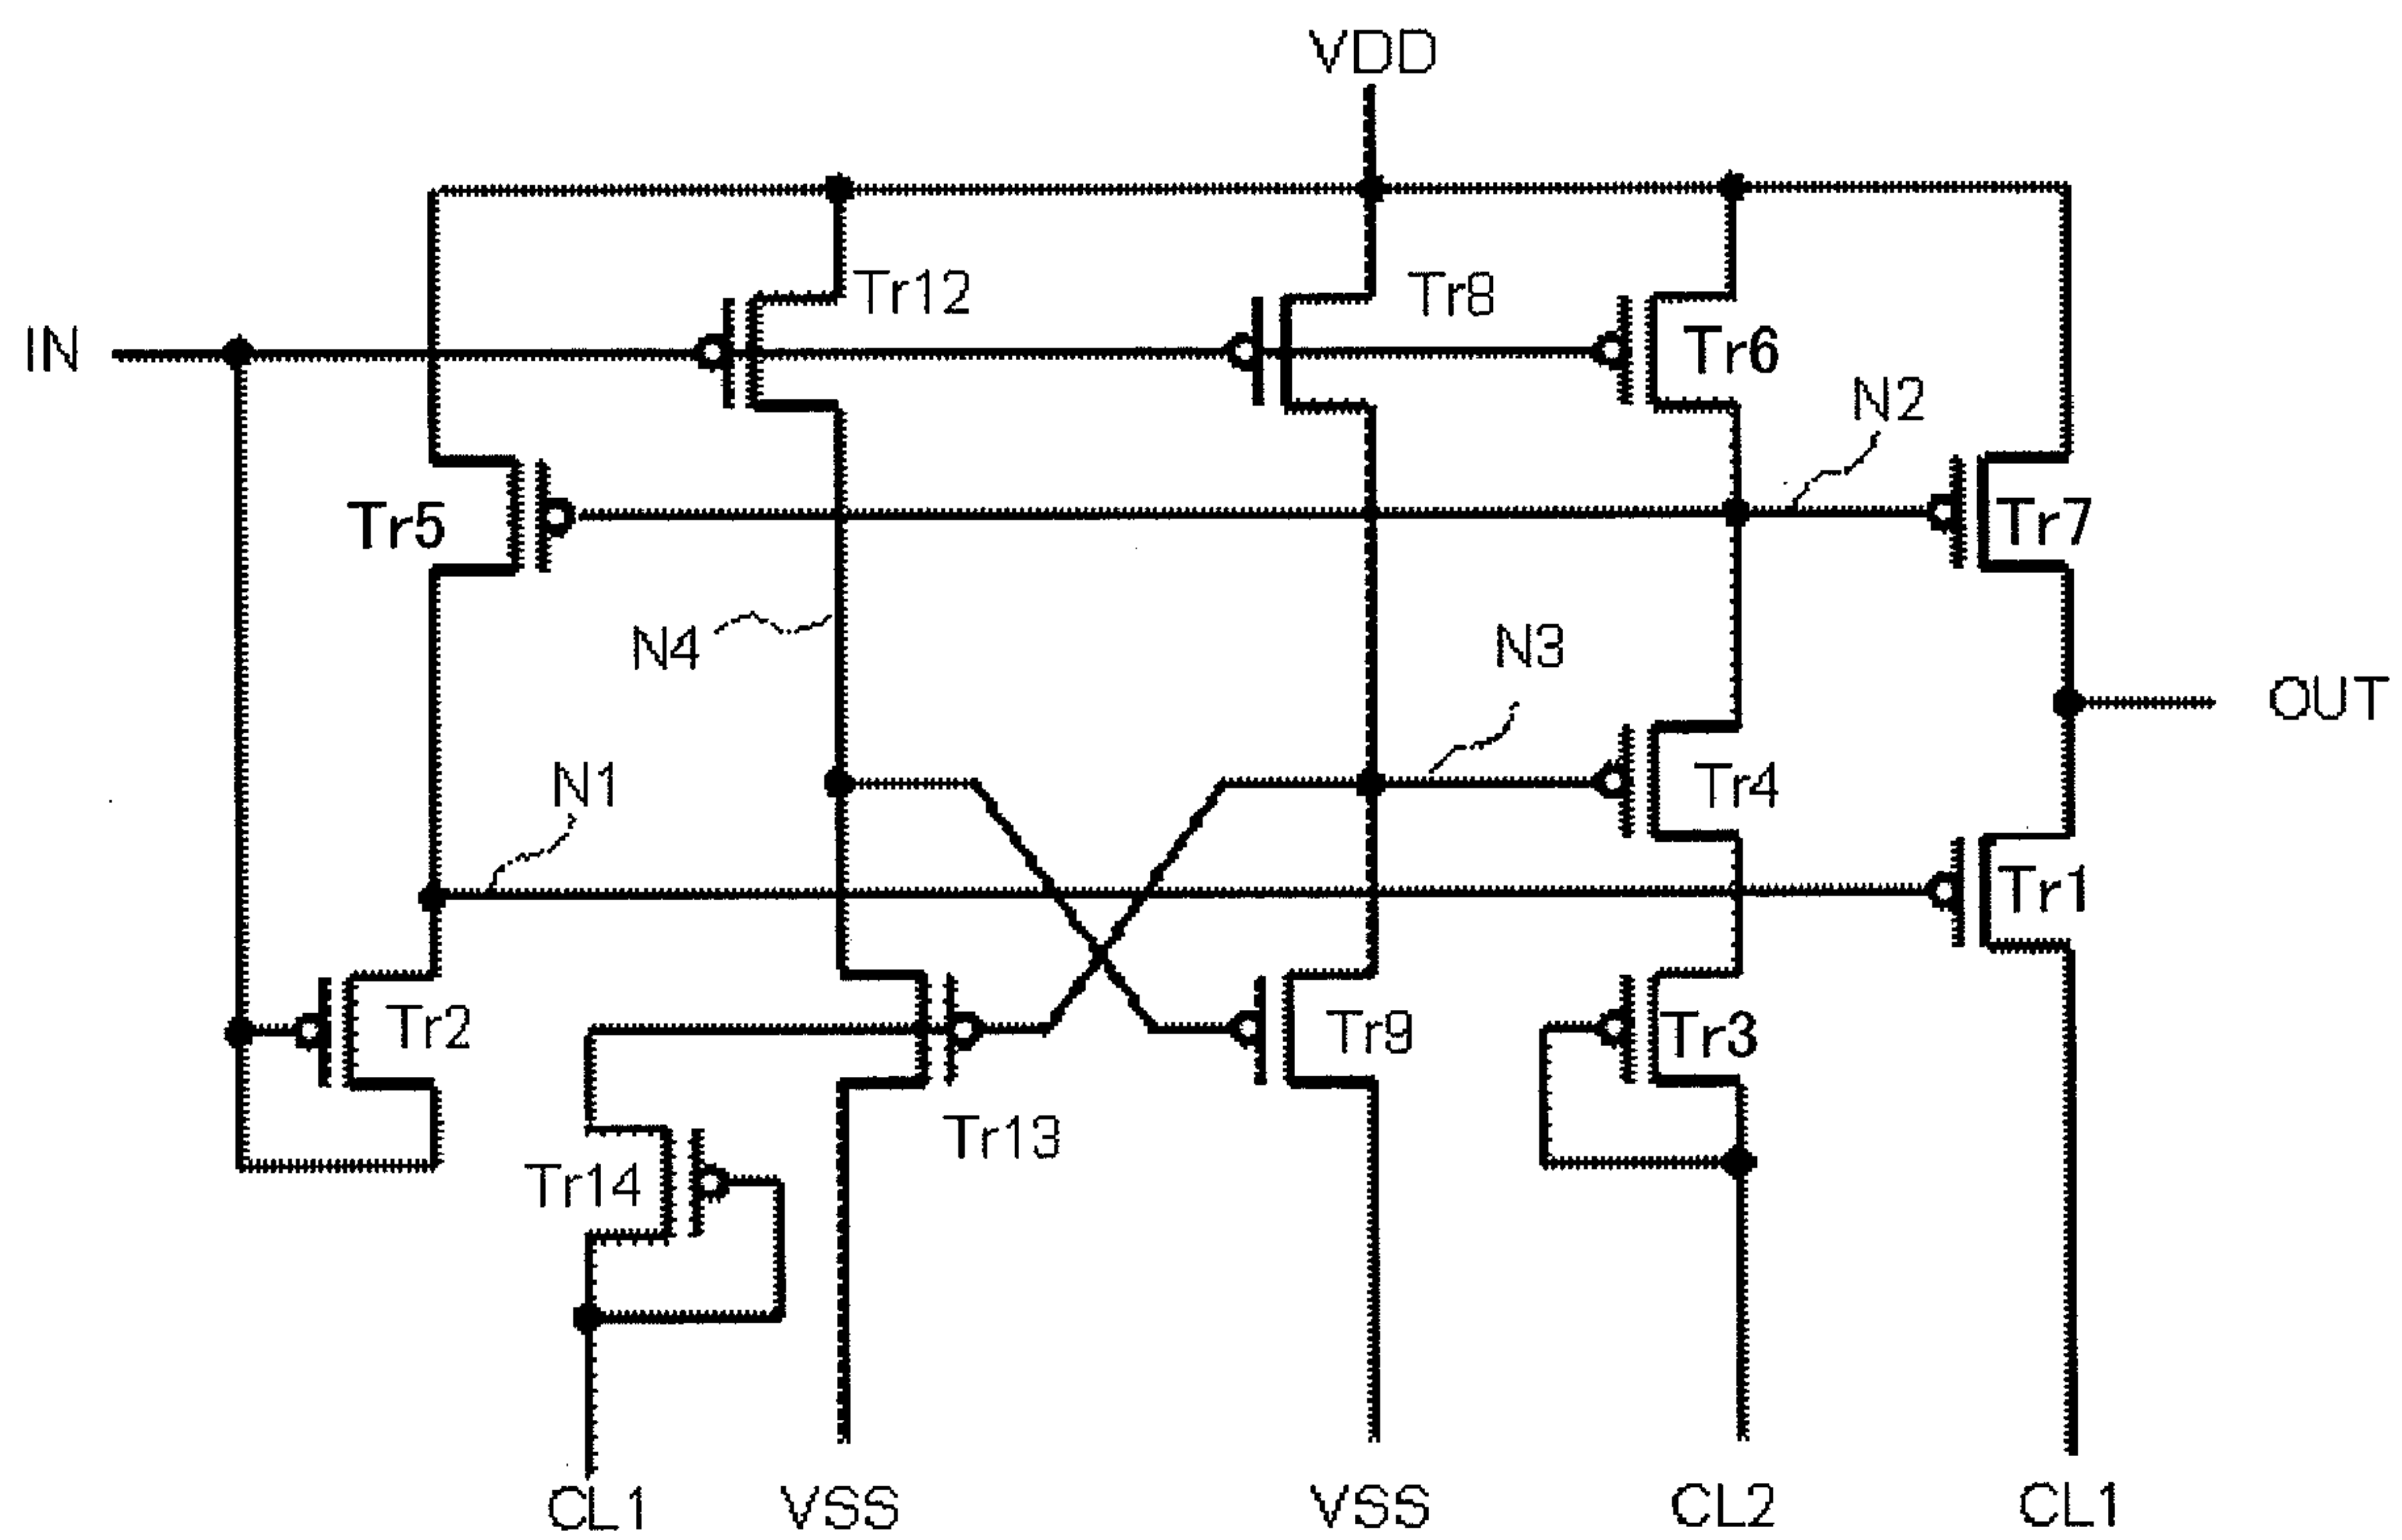 VDD
Tr12
Tr8
IN
Tr6
N2
Tr5
Tr7
N4
N3
OUT
N1
Tr4
Tr1
Tr2
Tr9
Tr3
Tr13
Tr14
CL1
VSS
VSS
CL2
CL1